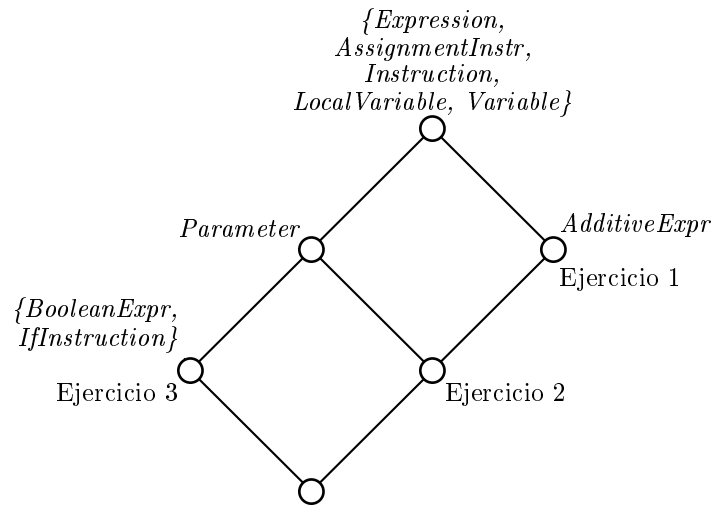 {Expression,
AssignmentInstr,
Instruction,
LocalVariable, Variable}
Parameter
AdditiveExpr
Ejercicio 1
{BooleanExpr,
IfInstruction}
Ejercicio 3
Ejercicio 2